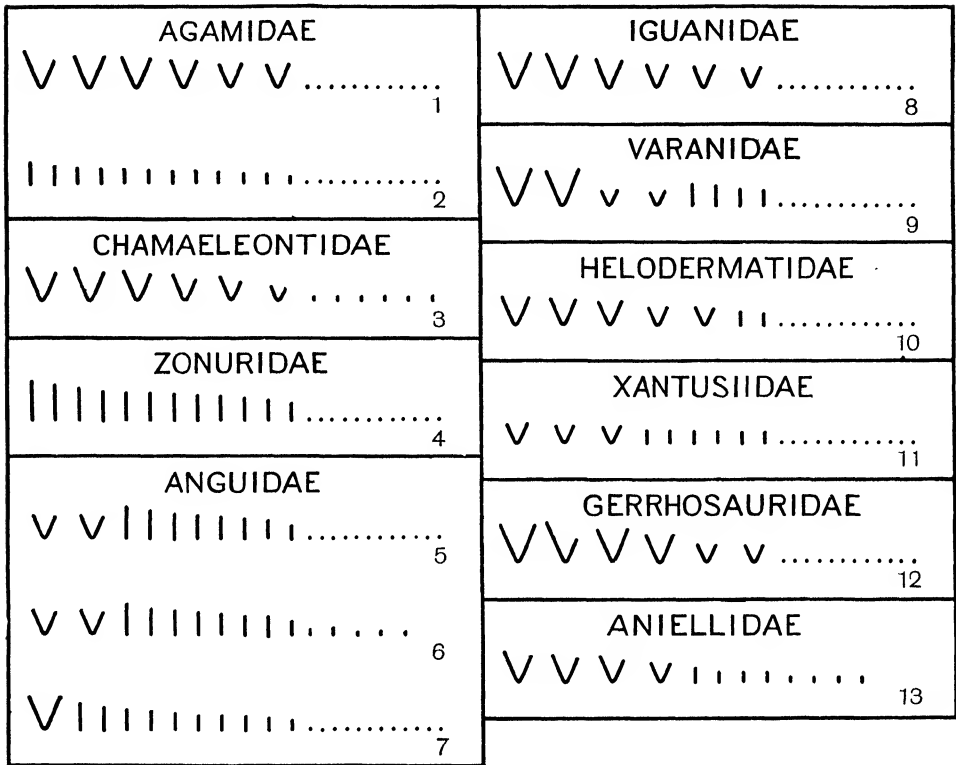 AGAMIDAE
1
2
CHAMAELEONTIDAE
3
ZONURIDAE
4
ANGUIDAE
5
6
7
IGUANIDAE
8
VARANIDAE
9
HELODERMATIDAE
10
XANTUSIIDAE
11
GERRHOSAURIDAE
12
ANIELLIDAE
13